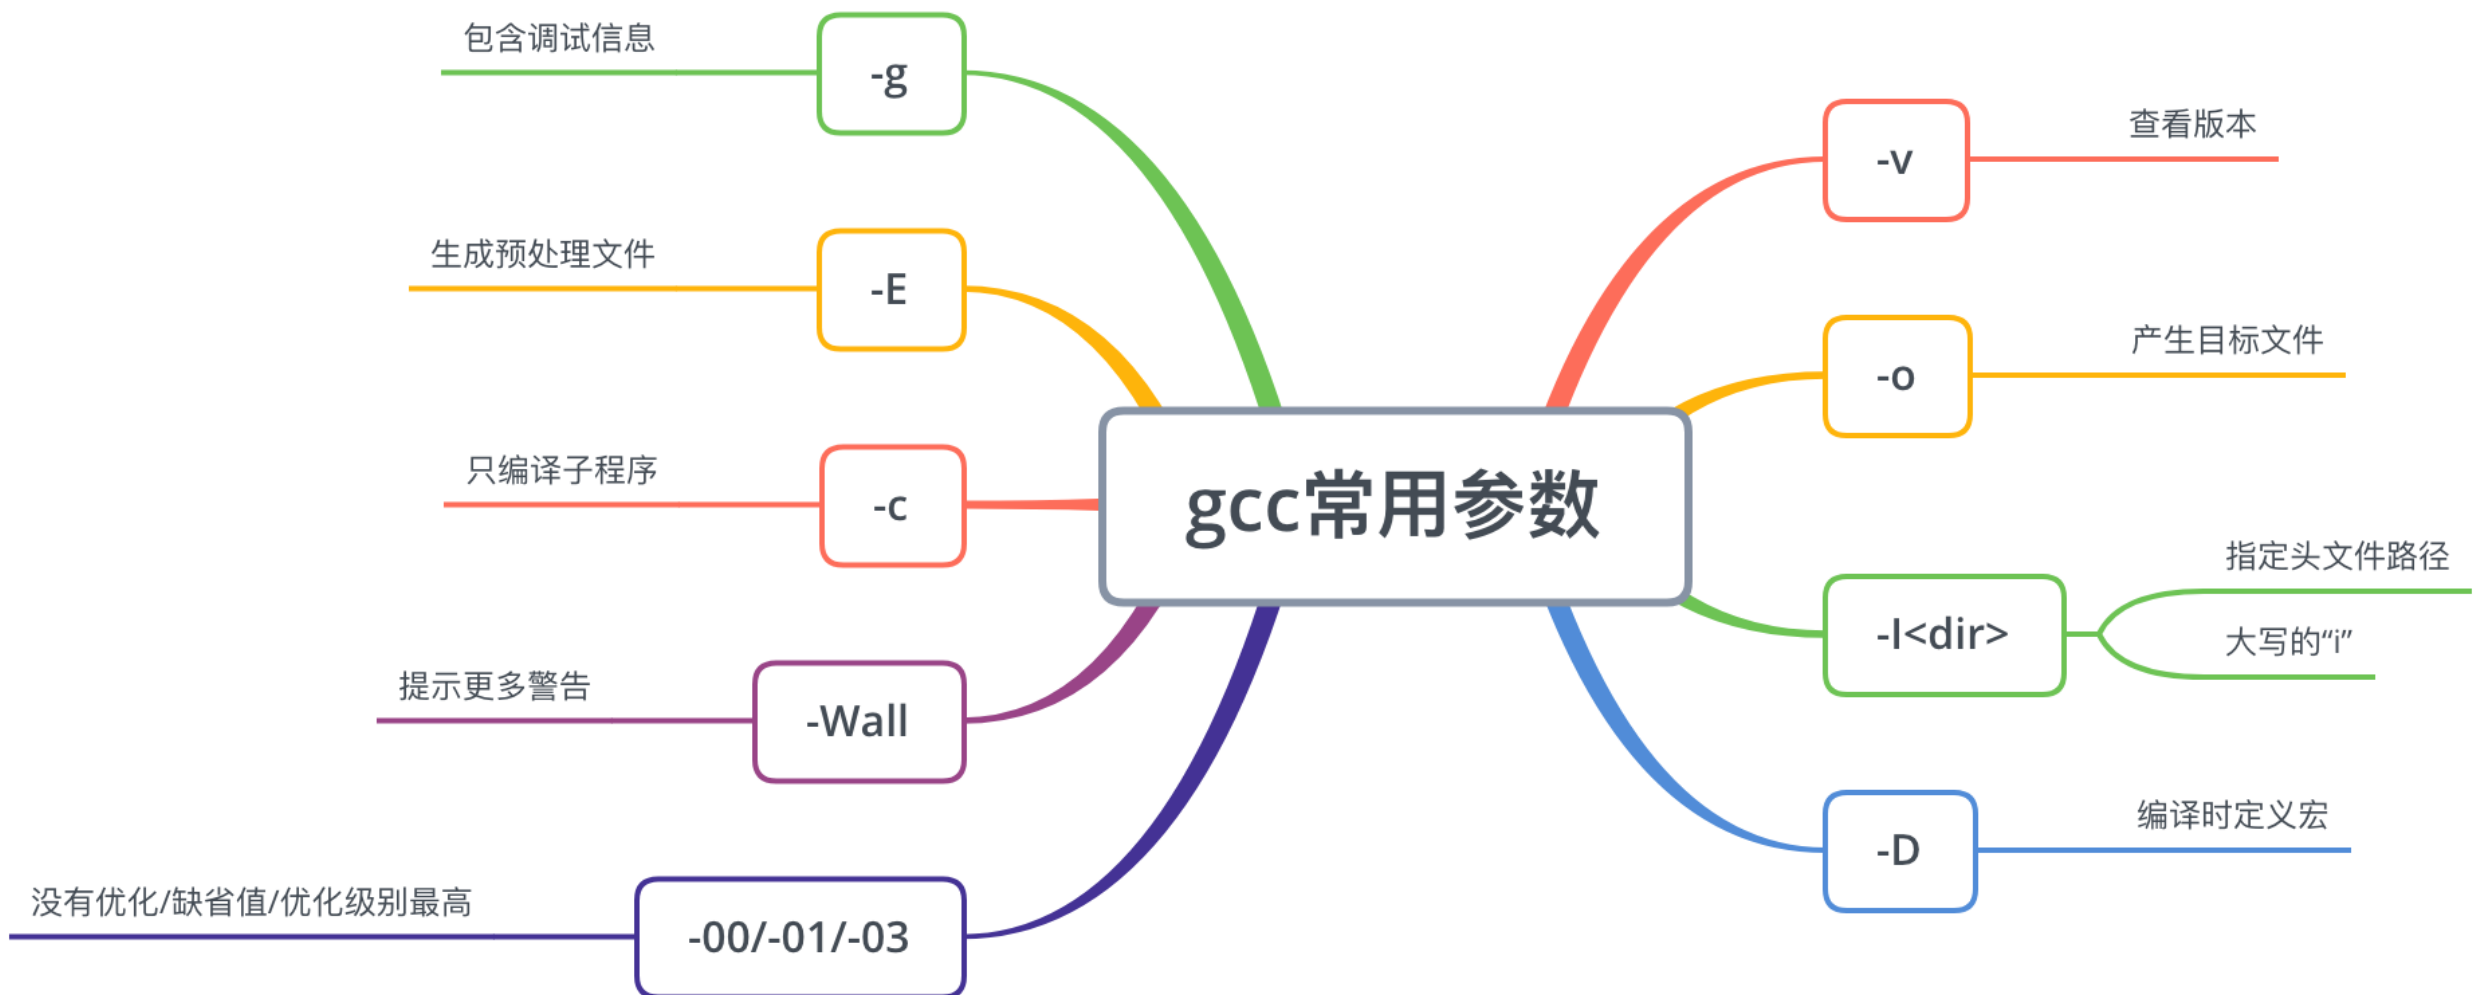 gcc常用参数
-v
查看版本
-o
产生目标文件
-I<dir>
指定头文件路径
大写的“i”
-D
编译时定义宏
-g
包含调试信息
-E
生成预处理文件
-c
只编译子程序
-Wall
提示更多警告
-00/-01/-03
没有优化/缺省值/优化级别最高